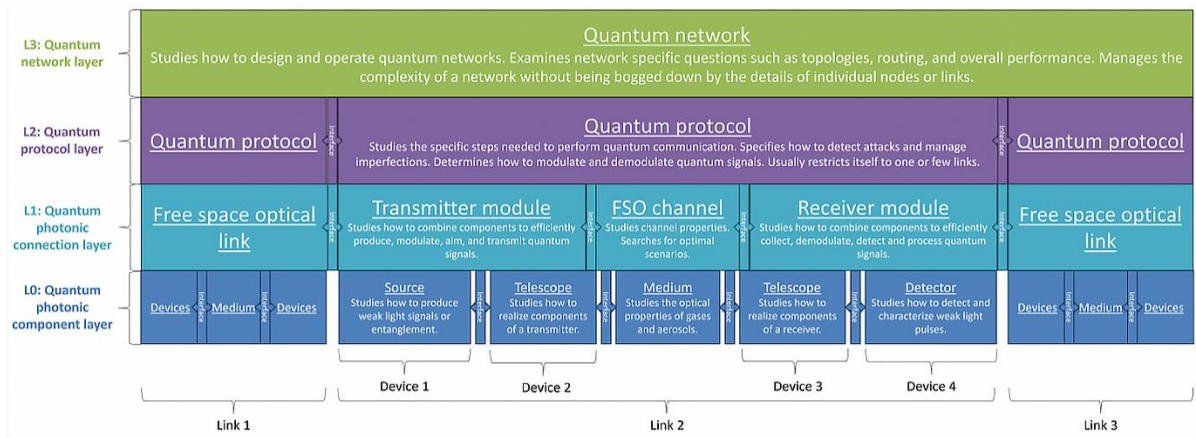 L3: Quantum
network layer
Quantum network
Studies how to design and operate quantum networks. Examines network specific questions such as topologies, routing, and overall performance. Manages the
complexity of a network without being bogged down by the details of individual nodes or links.
L2: Quantum
protocol layer
Quantum protocol
Interface
Quantum protocol
Studies the specific steps needed to perform quantum communication. Specifies how to detect attacks and manage
imperfections. Determines how to modulate and demodulate quantum signals. Usually restricts itself to one or few links.
Interface
Quantum protocol
L1: Quantum
photonic
connection layer
Free space optical
link
Interface
Transmitter module
Studies how to combine components to efficiently
produce, modulate, aim, and transmit quantum
signals.
Interface
FSO channel
Studies channel properties.
Searches for optimal
scenarios.
Interface
Receiver module
Studies how to combine components to efficiently
collect, demodulate, detect and process quantum
signals.
Interface
Free space optical
link
L0: Quantum
photonic
component layer
Devices
Interface
Medium
Interface
Devices
Source
Studies how to produce
weak light signals or
entanglement.
Interface
Telescope
Studies how to
realize components
of a transmitter.
Interface
Medium
Studies the optical
properties of gases
and aerosols.
Interface
Telescope
Studies how to
realize components
of a receiver.
Interface
Detector
Studies how to detect and
characterize weak light
pulses.
Devices
Interface
Medium
Interface
Devices
Device 1
Device 2
Device 3
Device 4
Link 1
Link 2
Link 3